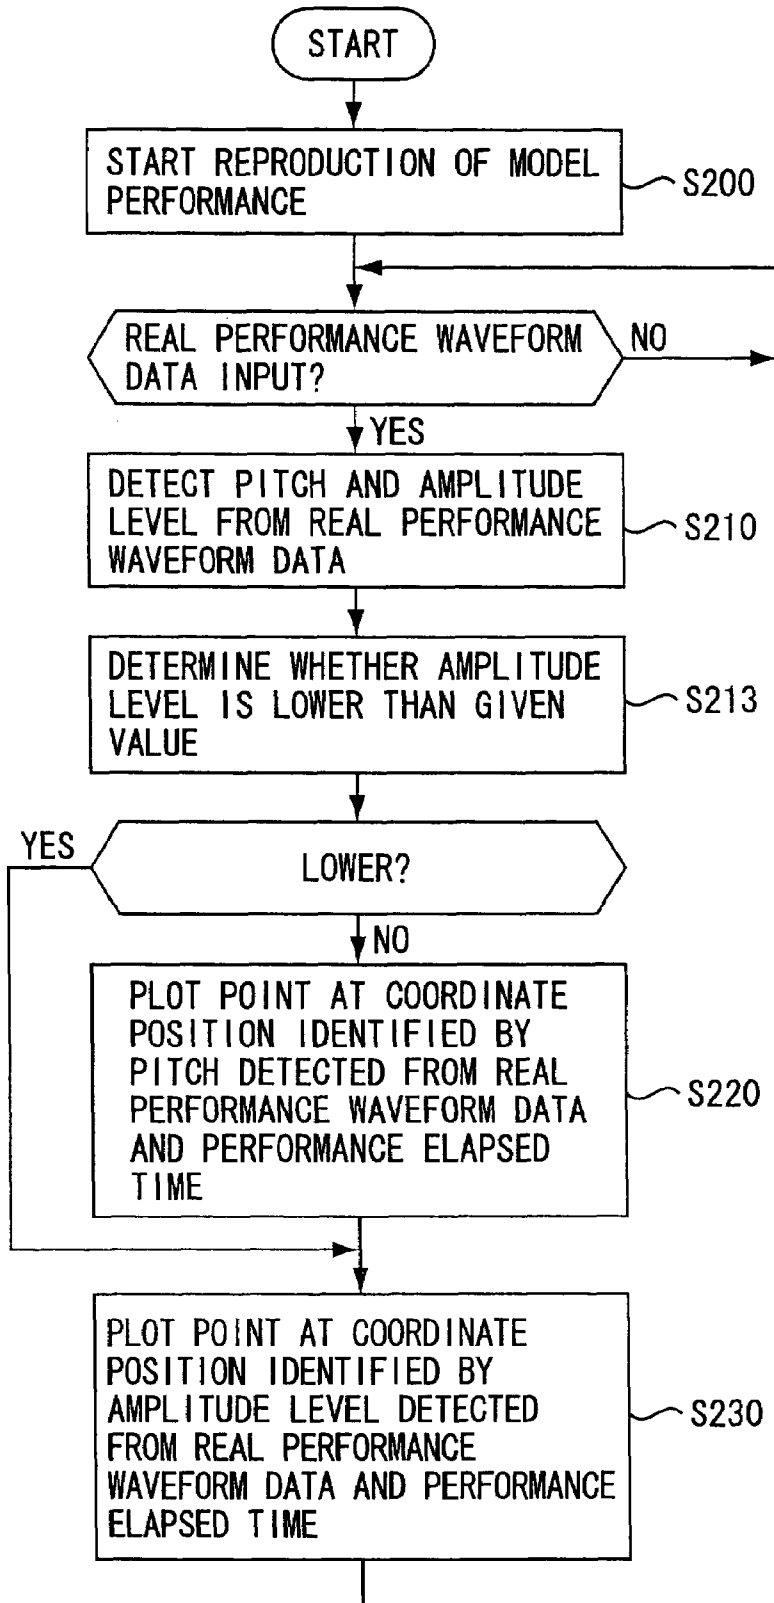 START
START REPRODUCTION OF MODEL
PERFORMANCE
S200
REAL PERFORMANCE WAVEFORM
DATA INPUT?
NO
YES
DETECT PITCH AND AMPLITUDE
LEVEL FROM REAL PERFORMANCE
WAVEFORM DATA
S210
DETERMINE WHETHER AMPLITUDE
LEVEL IS LOWER THAN GIVEN
VALUE
S213
YES
LOWER?
NO
PLOT POINT AT COORDINATE
POSITION IDENTIFIED BY
PITCH DETECTED FROM REAL
PERFORMANCE WAVEFORM DATA
AND PERFORMANCE ELAPSED
TIME
S220
PLOT POINT AT COORDINATE
POSITION IDENTIFIED BY
AMPLITUDE LEVEL DETECTED
FROM REAL PERFORMANCE
WAVEFORM DATA AND PERFORMANCE
ELAPSED TIME
S230